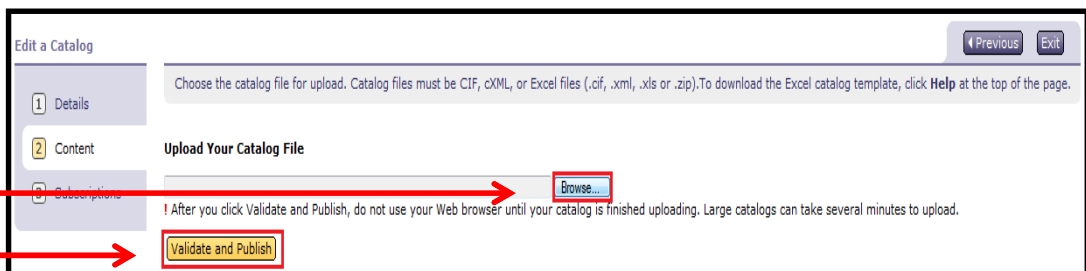 Edit a Catalog
Previous
Exit
Choose the catalog file for upload. Catalog files must be CIF, cXML, or Excel files (.cif, .xml, .xls or .zip).To download the Excel catalog template, click Help at the top of the page.
1 Details
2 Content
3 Subscriptions
Upload Your Catalog File
Browse...
! After you click Validate and Publish, do not use your Web browser until your catalog is finished uploading. Large catalogs can take several minutes to upload.
Validate and Publish